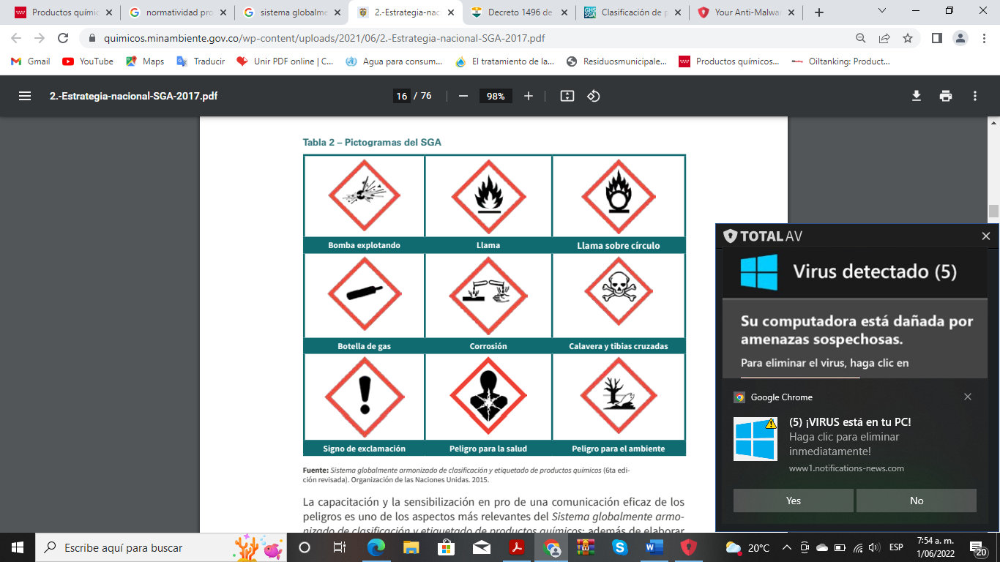 Productos quími
normatividad pro
sistema globalme
2.-Estrategia-nac
Decreto 1496 de
Clasificación de p
Your Anti-Malwa
quimicos.minambiente.gov.co/wp-content/uploads/2021/06/2.-Estrategia-nacional-SGA-2017.pdf
Gmail
YouTube
Maps
Traducir
Unir PDF online | C...
Agua para consum...
El tratamiento de la...
Residuosmunicipale...
Productos químicos...
Oiltanking: Product...
2.-Estrategia-nacional-SGA-2017.pdf
16 / 76
98%
Tabla 2 – Pictogramas del SGA
Bomba explotando
Llama
Llama sobre círculo
Botella de gas
Corrosión
Calavera y tibias cruzadas
Signo de exclamación
Peligro para la salud
Peligro para el ambiente
Fuente: Sistema globalmente armonizado de clasificación y etiquetado de productos químicos (6ta edi-
ción revisada). Organización de las Naciones Unidas. 2015.
La capacitación y la sensibilización en pro de una comunicación eficaz de los
peligros es uno de los aspectos más relevantes del Sistema globalmente armo-
nizado de clasificación y etiquetado de productos químicos; además de elaborar
TOTAL AV
Virus detectado (5)
Su computadora está dañada por
amenazas sospechosas.
Para eliminar el virus, haga clic en
Google Chrome
(5) ¡VIRUS está en tu PC!
Haga clic para eliminar
inmediatamente!
www1.notifications-news.com
Yes
No
Escribe aquí para buscar
20°C
ESP
7:54 a. m.
1/06/2022
20